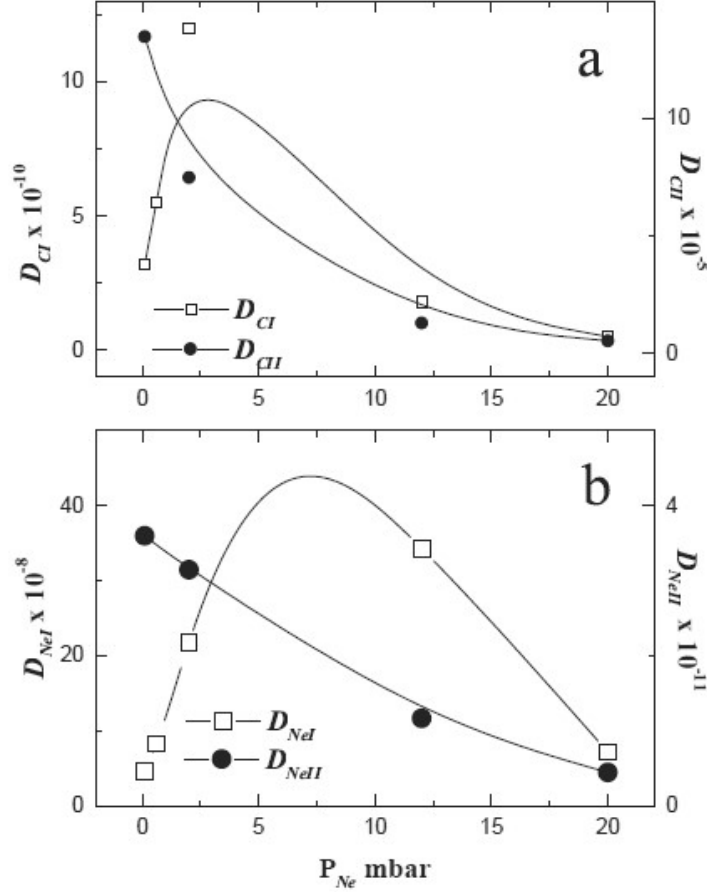 a
10
5
0
10
5
0
D_CI x 10^-10
D_CII x 10^-5
D_CI
D_CII
0 5 10 15 20
b
40
20
0
4
2
0
D_NeI x 10^-8
D_NeII x 10^-11
D_NeI
D_NeII
0 5 10 15 20
P_Ne mbar